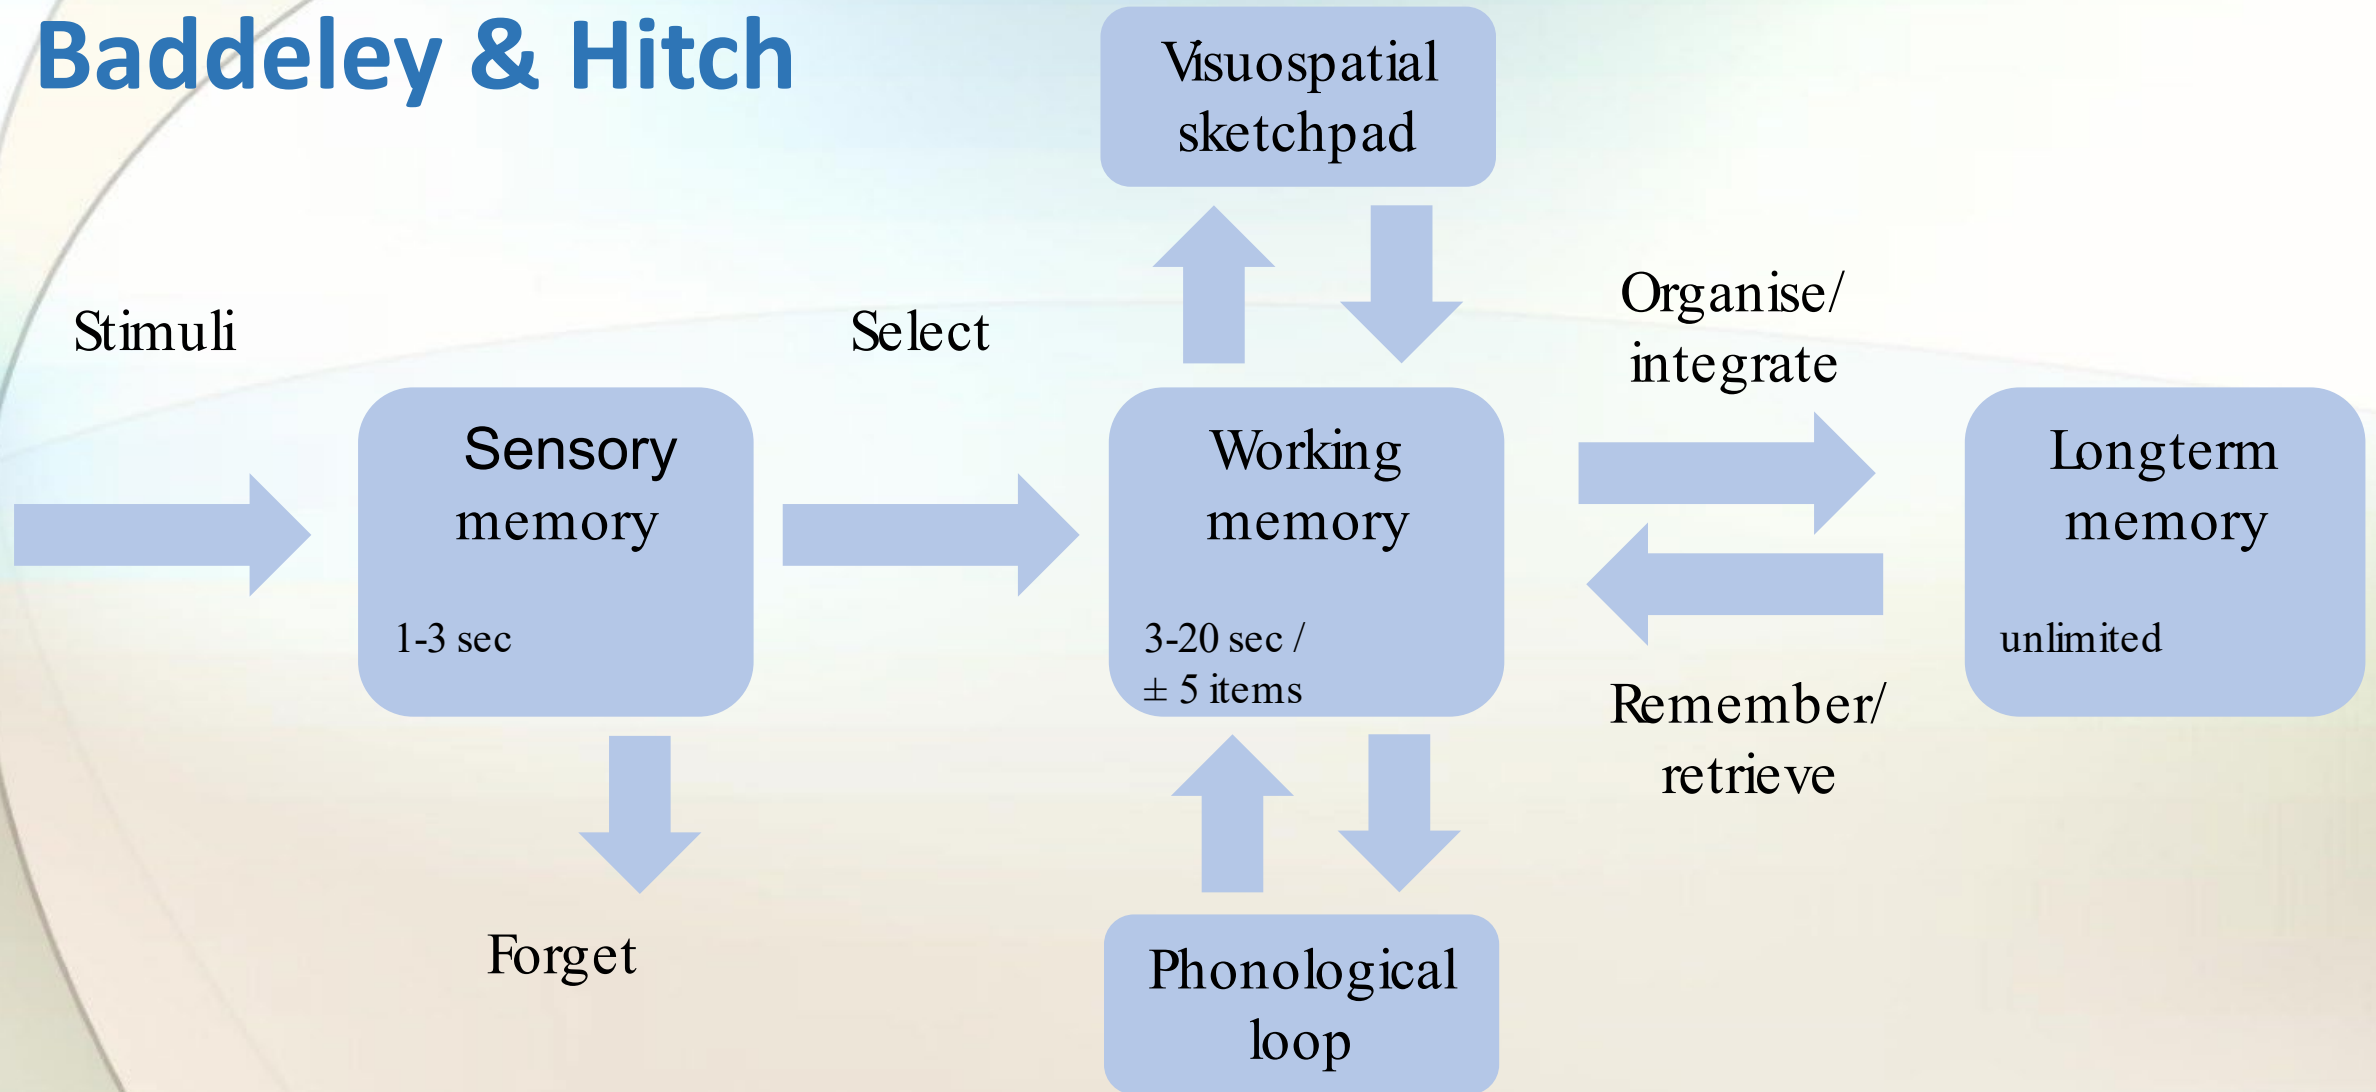 Baddeley & Hitch
Visuospatial
sketchpad
Stimuli
Select
Organise/
integrate
Sensory
memory
1-3 sec
Working
memory
3-20 sec /
± 5 items
Longterm
memory
unlimited
Remember/
retrieve
Forget
Phonological
loop